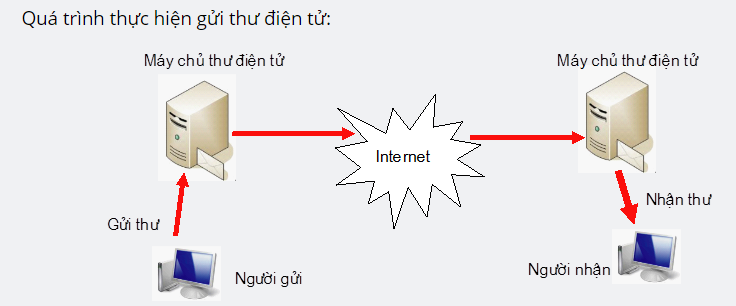 Quá trình thực hiện gửi thư điện tử:
Máy chủ thư điện tử
Máy chủ thư điện tử
Internet
Nhận thư
Gửi thư
Người gửi
Người nhận